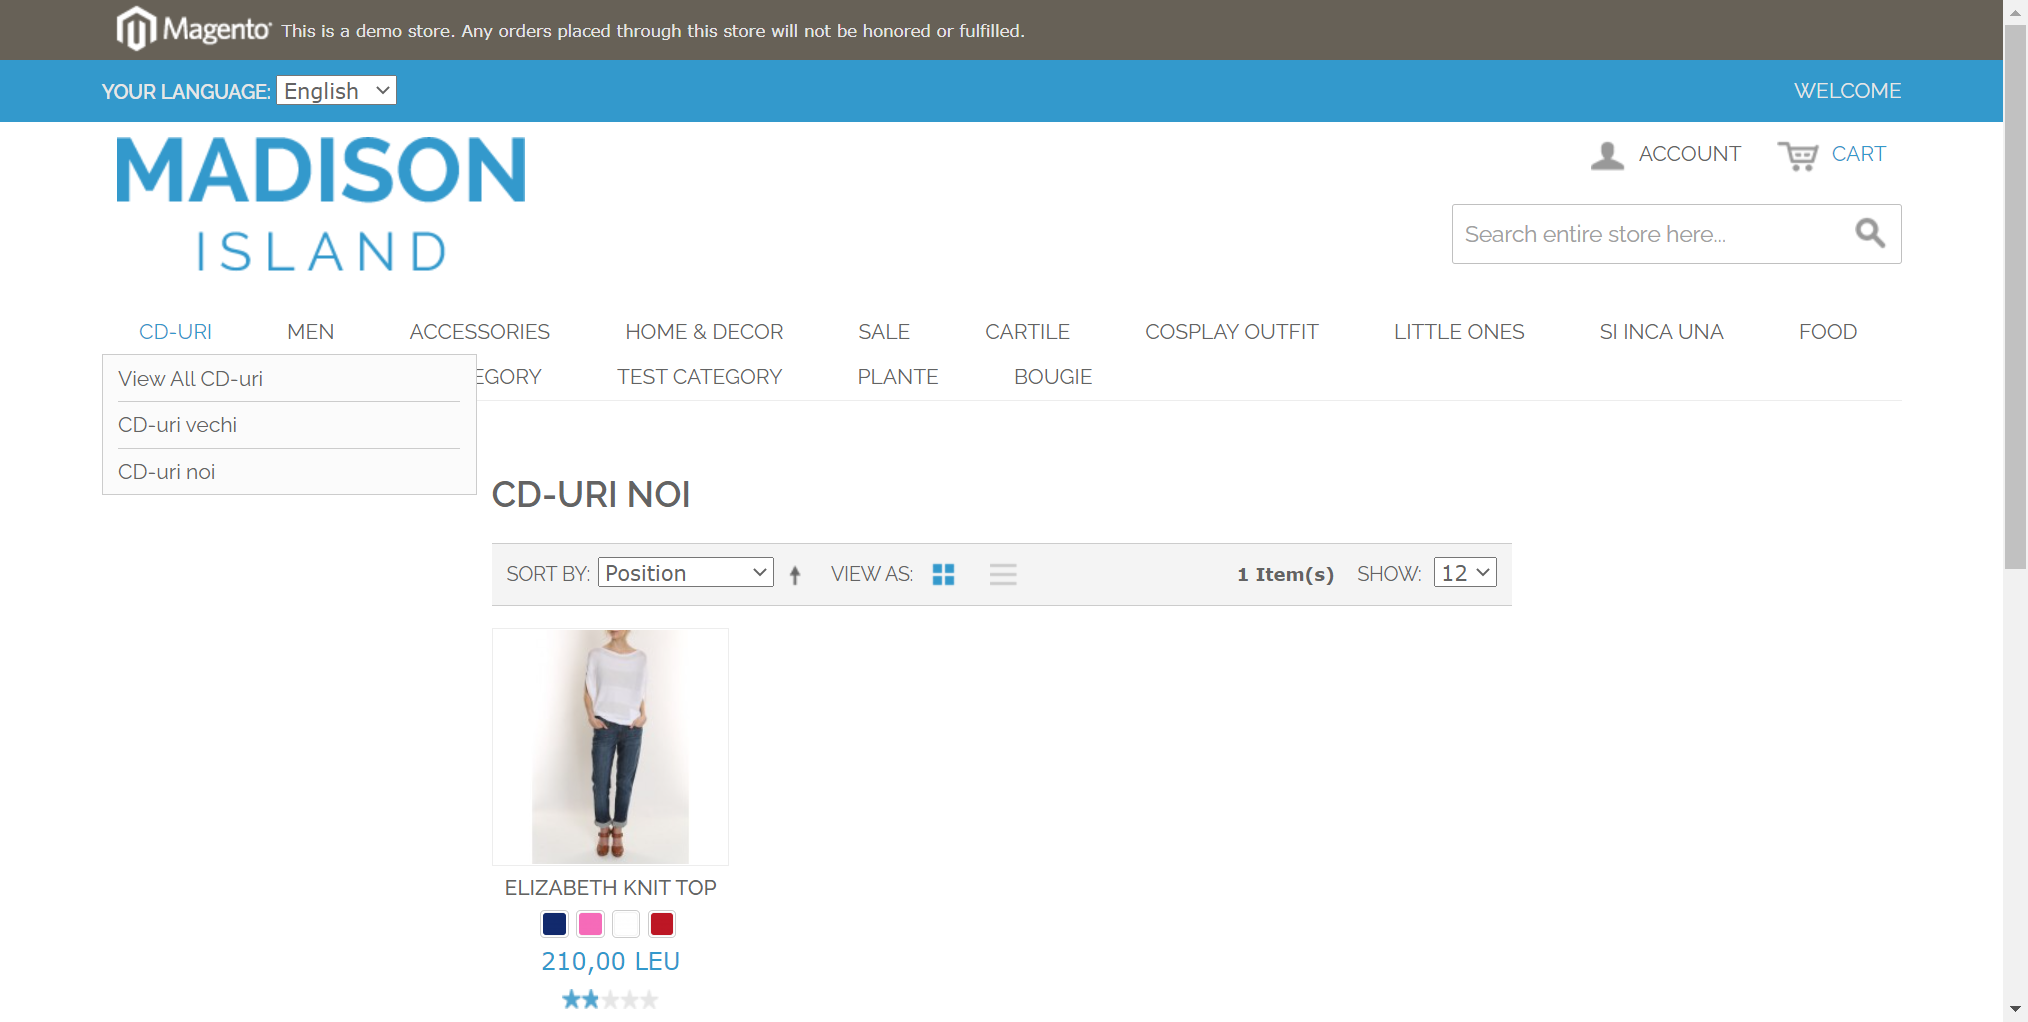 Magento® This is a demo store. Any orders placed through this store will not be honored or fulfilled.
YOUR LANGUAGE: English WELCOME
MADISON
ISLAND
ACCOUNT CART
Search entire store here...
CD-URI MEN ACCESSORIES HOME & DECOR SALE CARTILE COSPLAY OUTFIT LITTLE ONES SI INCA UNA FOOD
EGORY TEST CATEGORY PLANTE BOUGIE
View All CD-uri
CD-uri vechi
CD-uri noi
CD-URI NOI
SORT BY: Position VIEW AS: 1 Item(s) SHOW: 12
ELIZABETH KNIT TOP
210,00 LEU